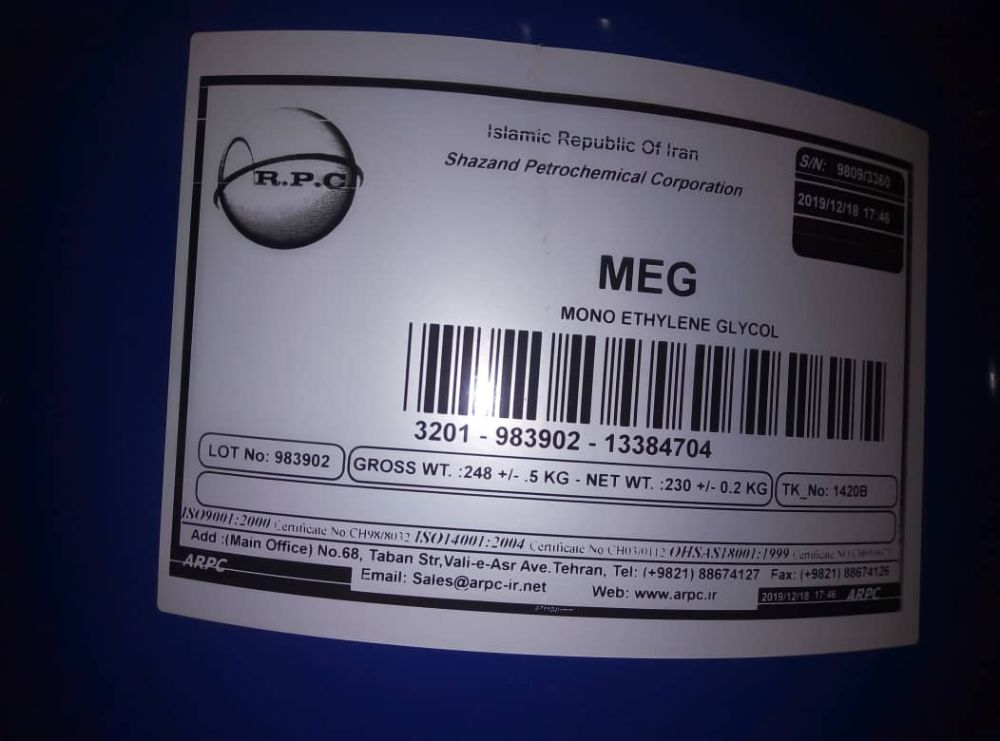 R.P.C
Islamic Republic Of Iran
Shazand Petrochemical Corporation
S/N: 9809/3360
2019/12/18 17:46
MEG
MONO ETHYLENE GLYCOL
3201 - 983902 - 13384704
LOT No: 983902
GROSS WT. :248 +/- .5 KG - NET WT. :230 +/- 0.2 KG
TK_No: 1420B
ISO9001:2000 Certificate No:CH98/8032 ISO14001:2004 Certificate No CH03/0112 OHSAS18001:1999 Certificate NO
Add :(Main Office) No.68, Taban Str,Vali-e-Asr Ave.Tehran, Tel: (+9821) 88674127 Fax: (+9821) 88674126
ARPC
Email: Sales@arpc-ir.net Web: www.arpc.ir
2019/12/18 17:46 ARPC